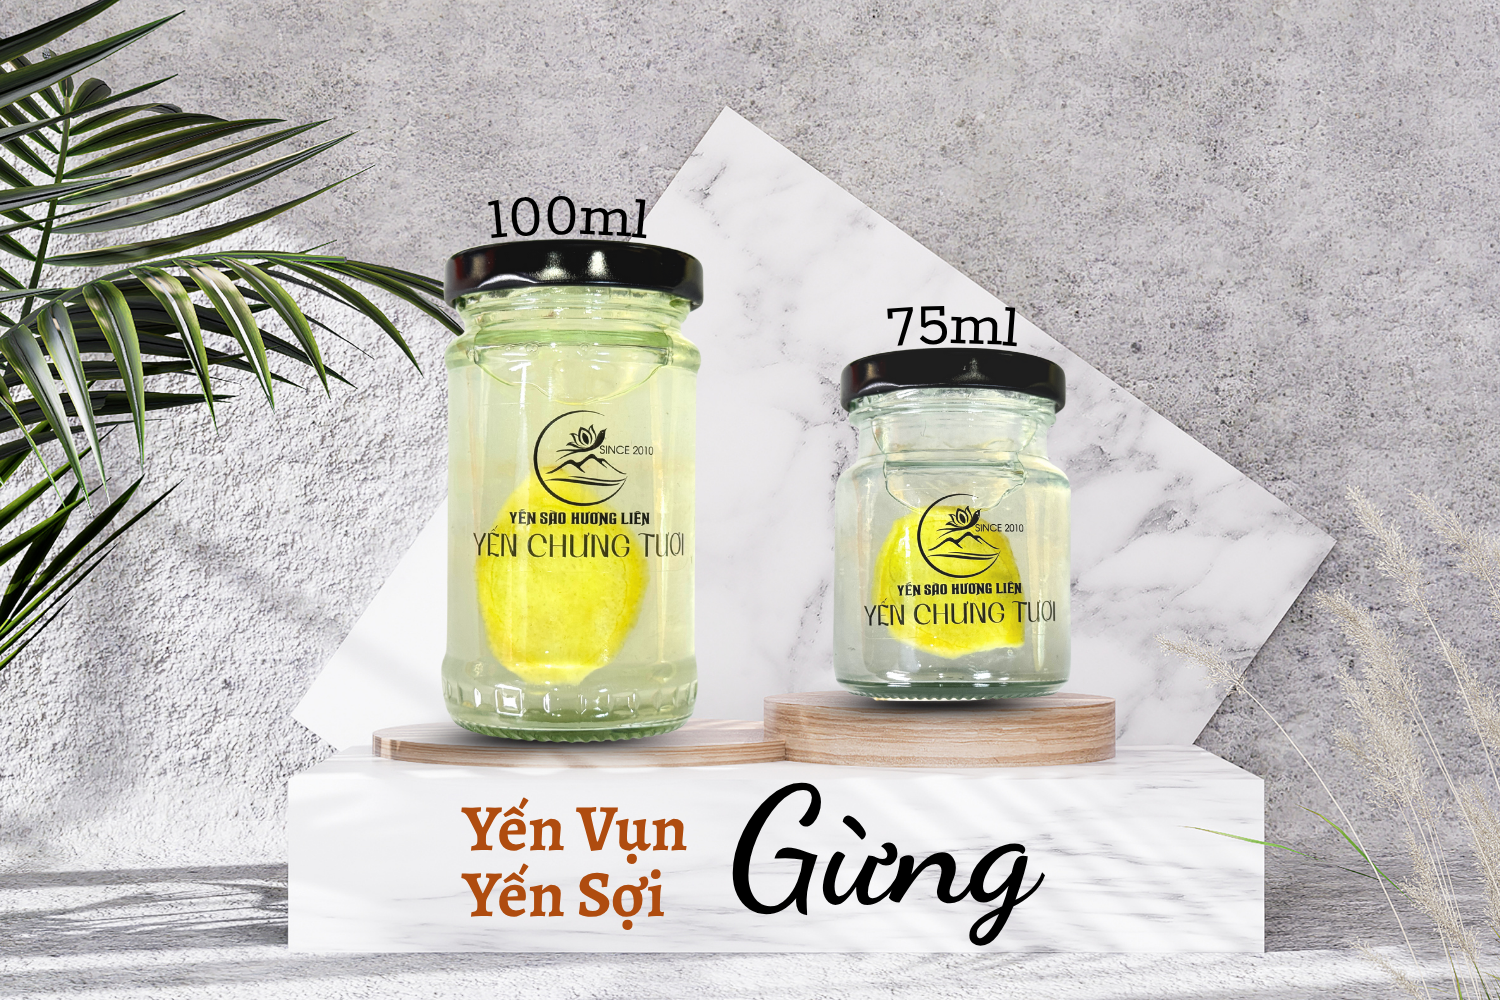 100ml
SINCE 2010
YẾN SÀO HƯƠNG LIÊN
YẾN CHƯNG TƯƠI
75ml
SINCE 2010
YẾN SÀO HƯƠNG LIÊN
YẾN CHƯNG TƯƠI
Yến Vụn
Yến Sợi
Gừng